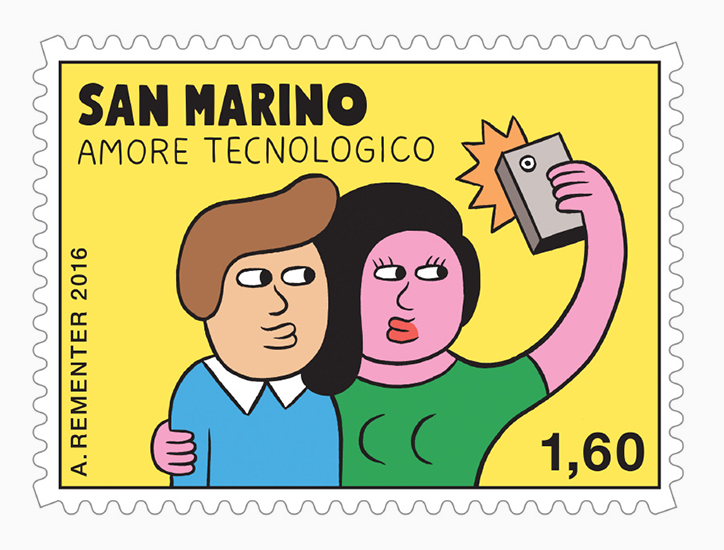 SAN MARINO
AMORE TECNOLOGICO
A. REMENTER 2016
1,60